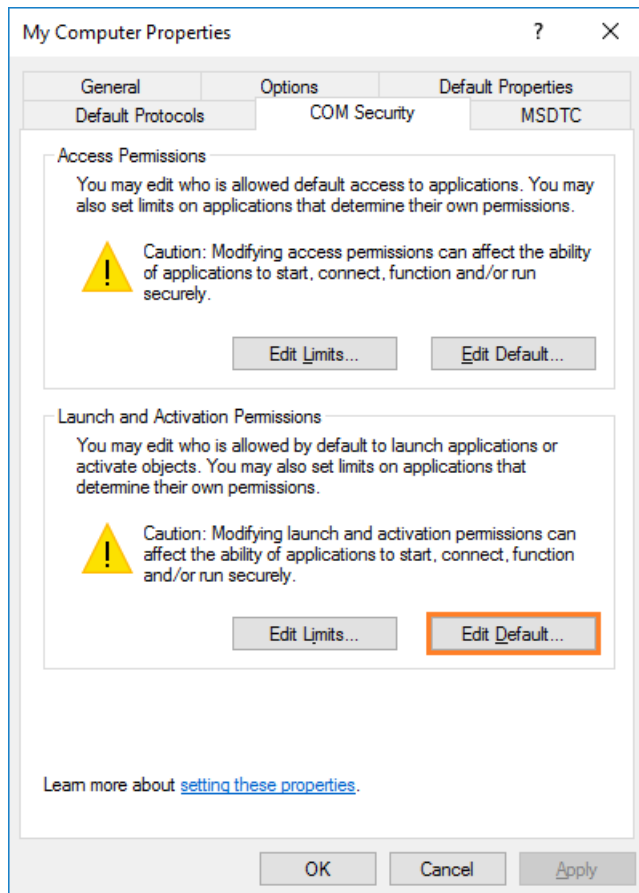 My Computer Properties
?
General
Options
Default Properties
Default Protocols
COM Security
MSDTC
Access Permissions
You may edit who is allowed default access to applications. You may
also set limits on applications that determine their own permissions.
Caution: Modifying access permissions can affect the ability
of applications to start, connect, function and/or run
securely.
Edit Limits...
Edit Default...
Launch and Activation Permissions
You may edit who is allowed by default to launch applications or
activate objects. You may also set limits on applications that
determine their own permissions.
Caution: Modifying launch and activation permissions can
affect the ability of applications to start, connect, function
and/or run securely.
Edit Limits...
Edit Default...
Learn more about setting these properties.
OK
Cancel
Apply